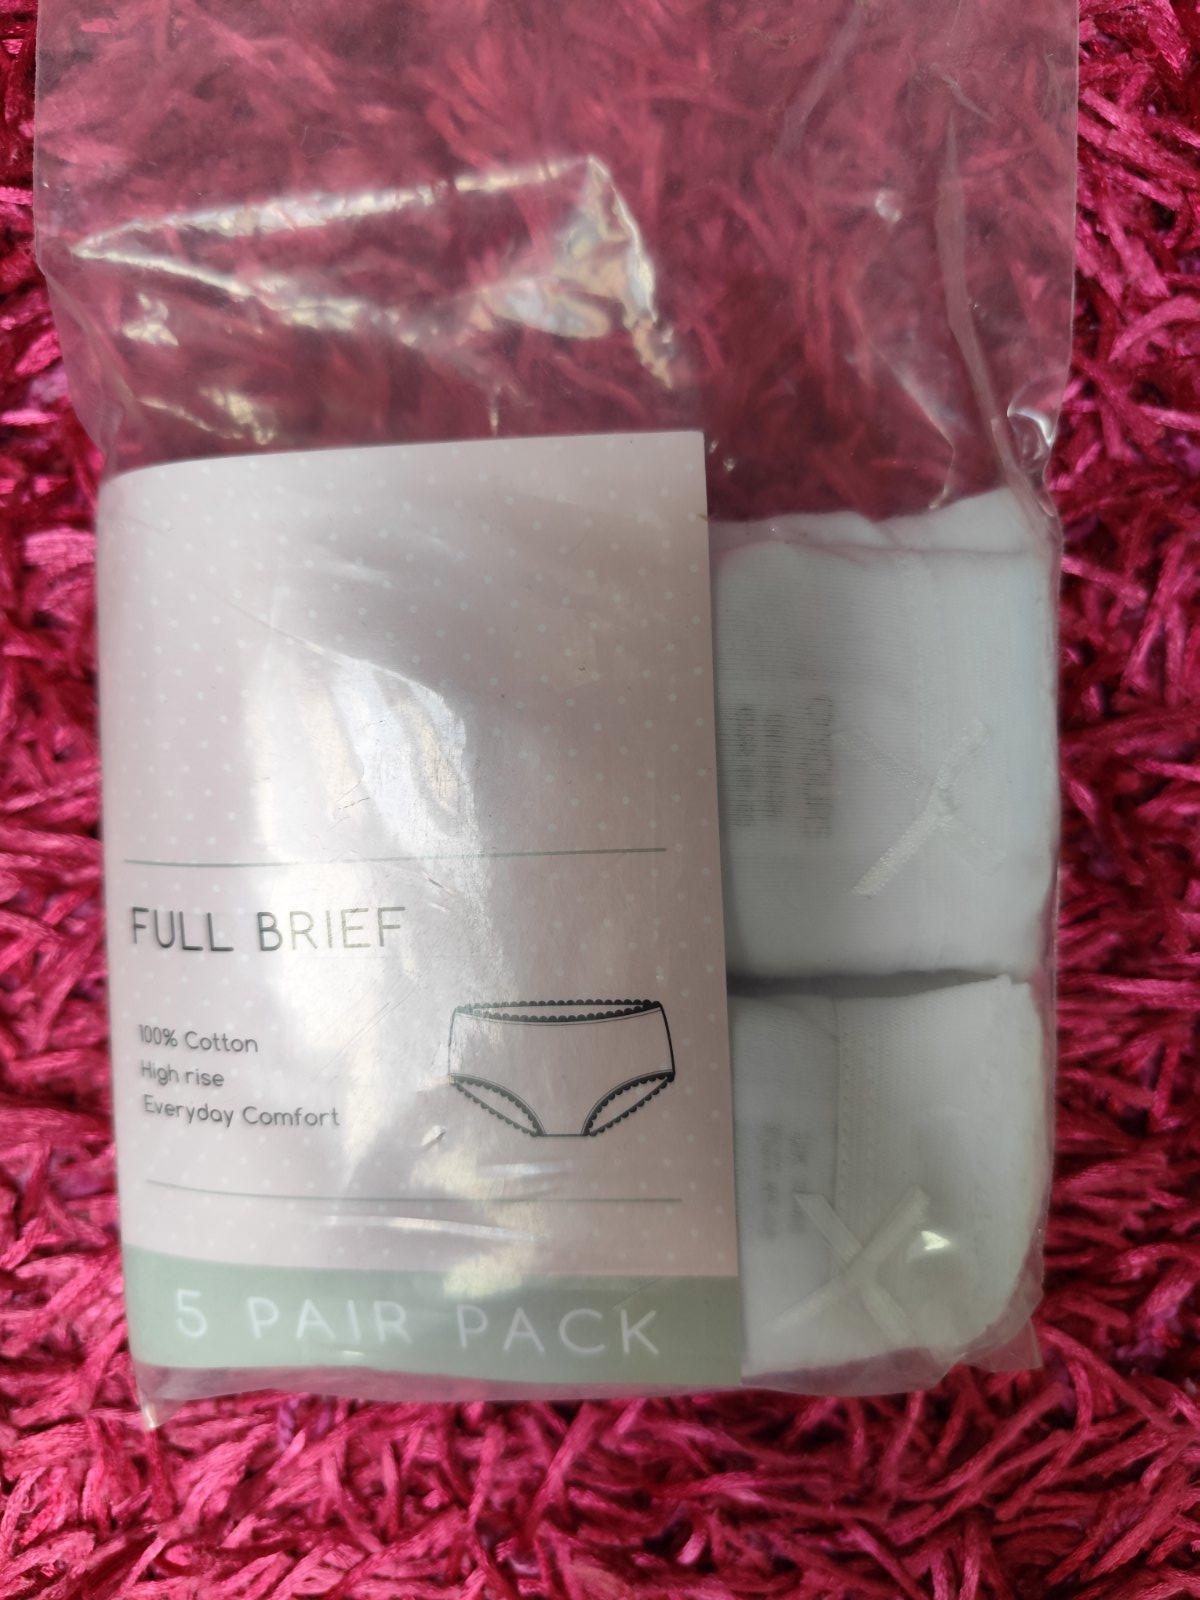 FULL BRIEF
100% Cotton
High rise
Everyday Comfort
5 PAIR PACK